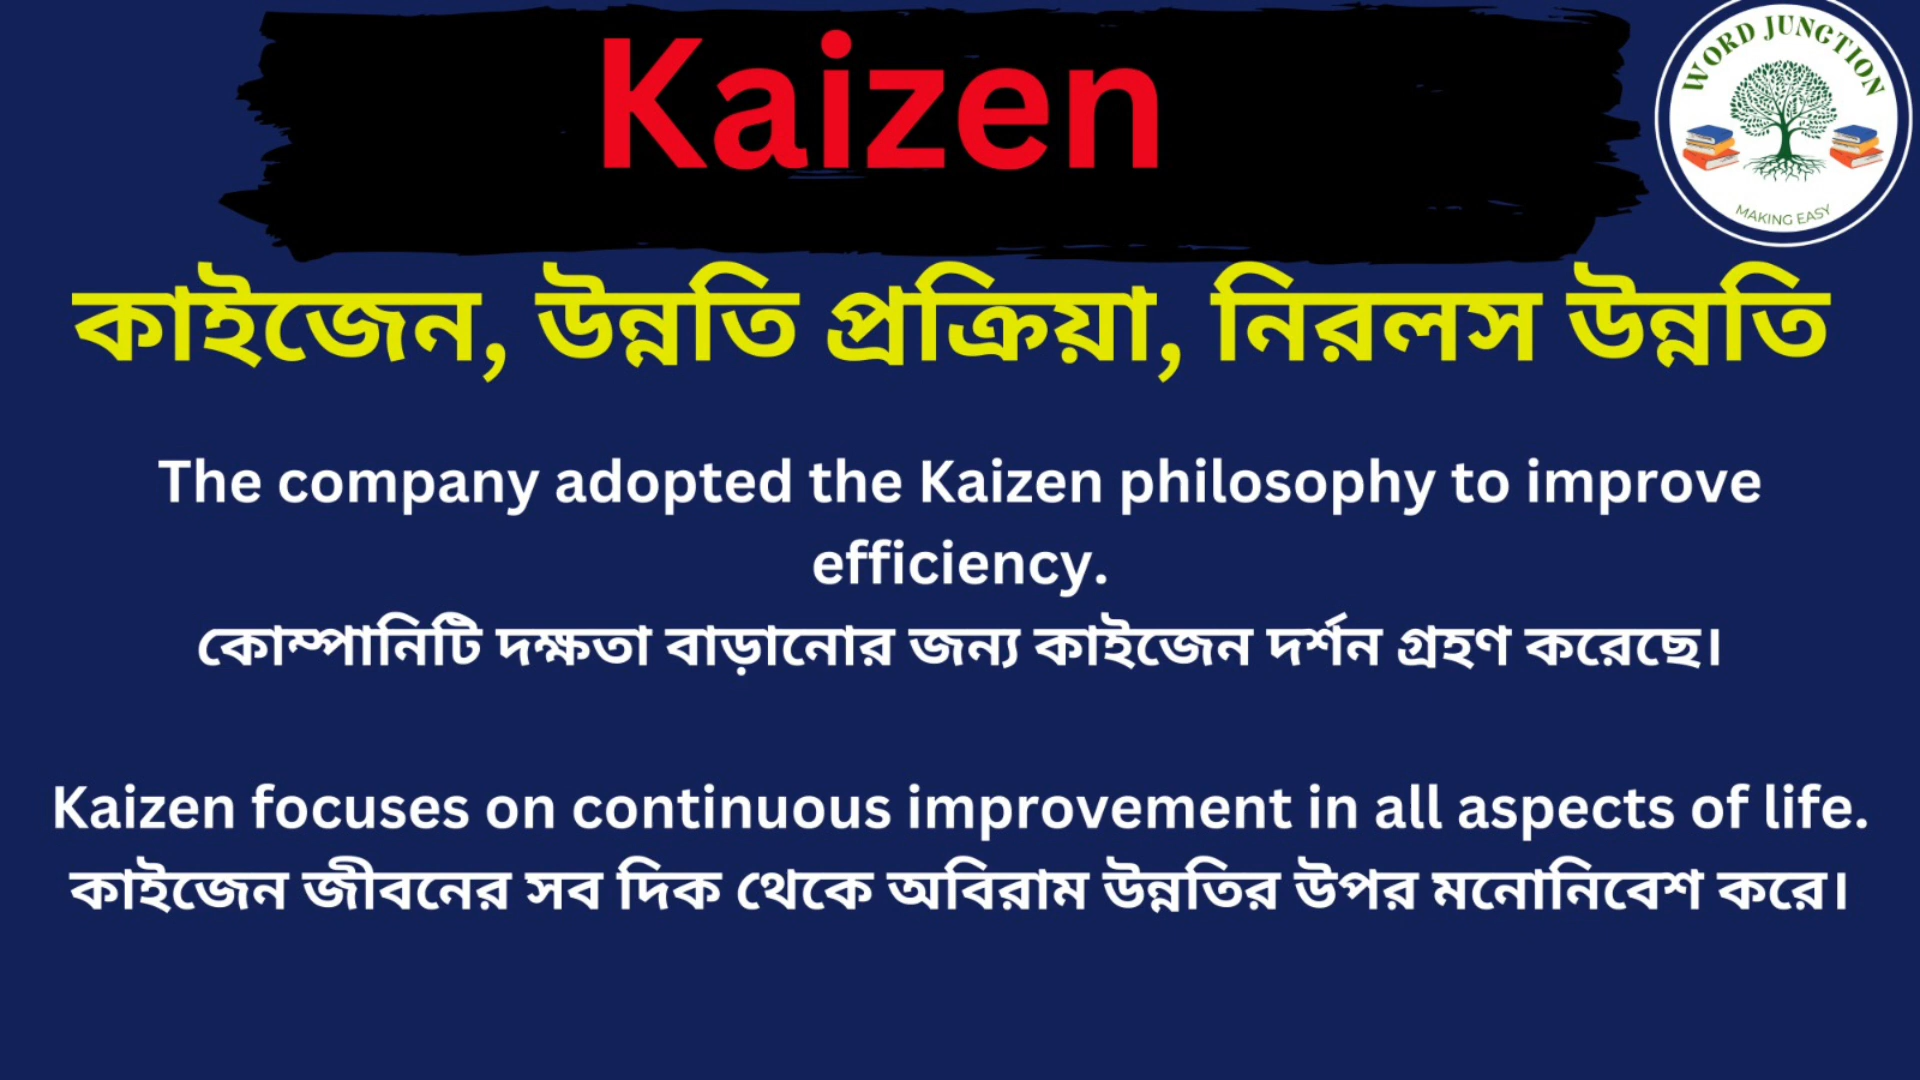 Kaizen
WORD JUNCTION
MAKING EASY
কাইজেন, উন্নতি প্রক্রিয়া, নিরলস উন্নতি
The company adopted the Kaizen philosophy to improve
efficiency.
কোম্পানিটি দক্ষতা বাড়ানোর জন্য কাইজেন দর্শন গ্রহণ করেছে।
Kaizen focuses on continuous improvement in all aspects of life.
কাইজেন জীবনের সব দিক থেকে অবিরাম উন্নতির উপর মনোনিবেশ করে।